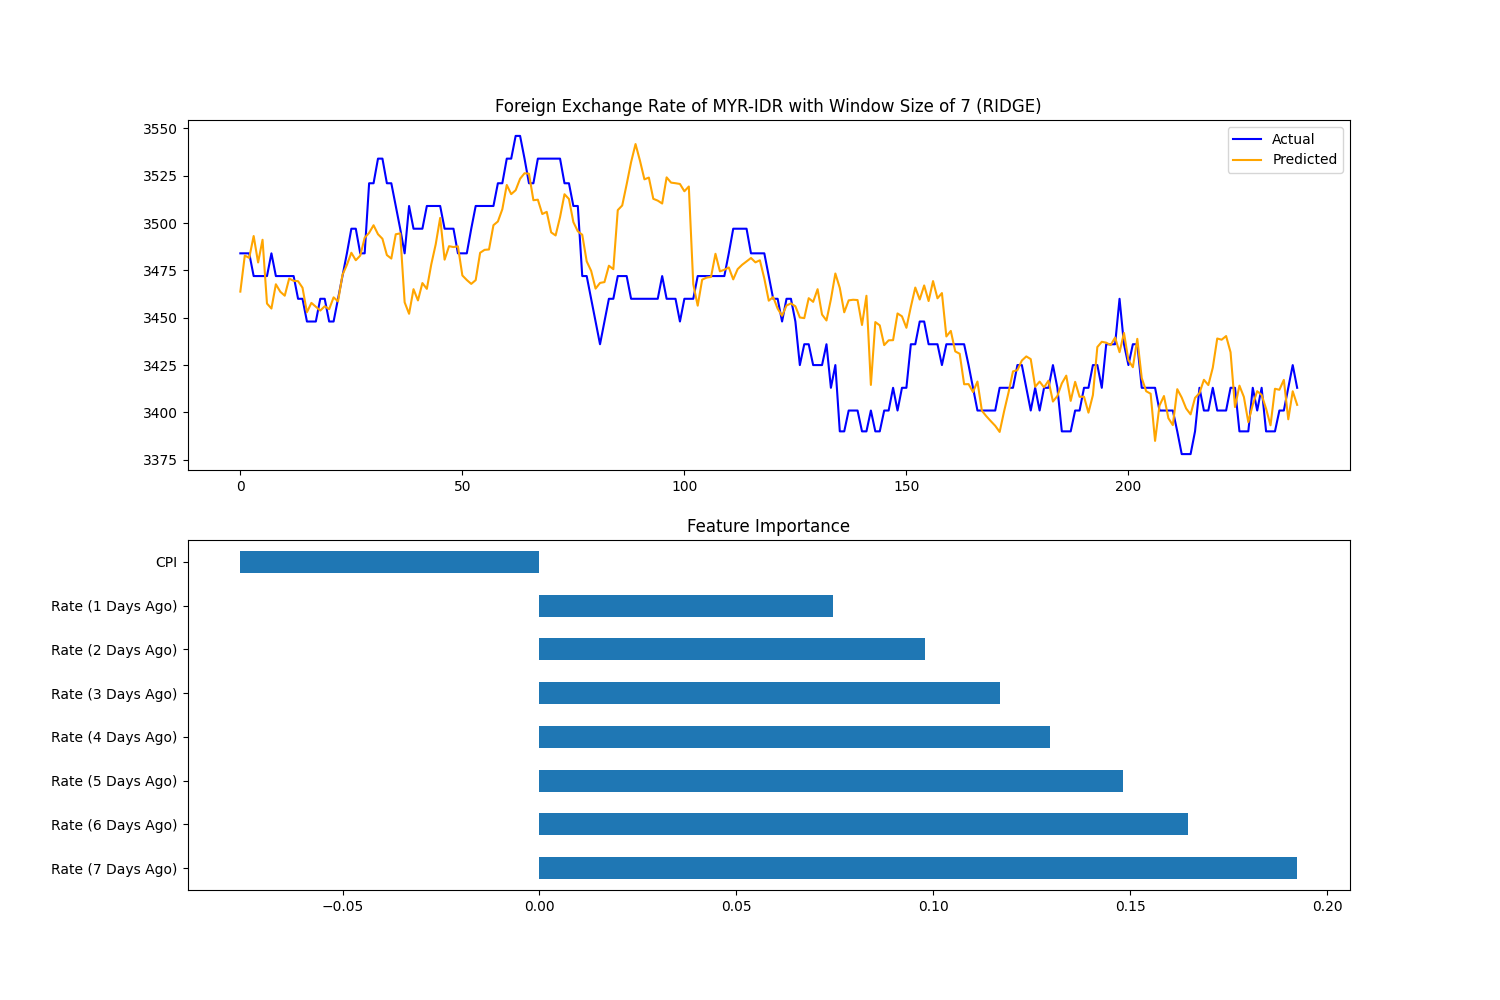 Foreign Exchange Rate of MYR-IDR with Window Size of 7 (RIDGE)
3550
3525
3500
3475
3450
3425
3400
3375
Actual
Predicted
0 50 100 150 200
Feature Importance
CPI
Rate (1 Days Ago)
Rate (2 Days Ago)
Rate (3 Days Ago)
Rate (4 Days Ago)
Rate (5 Days Ago)
Rate (6 Days Ago)
Rate (7 Days Ago)
−0.05 0.00 0.05 0.10 0.15 0.20